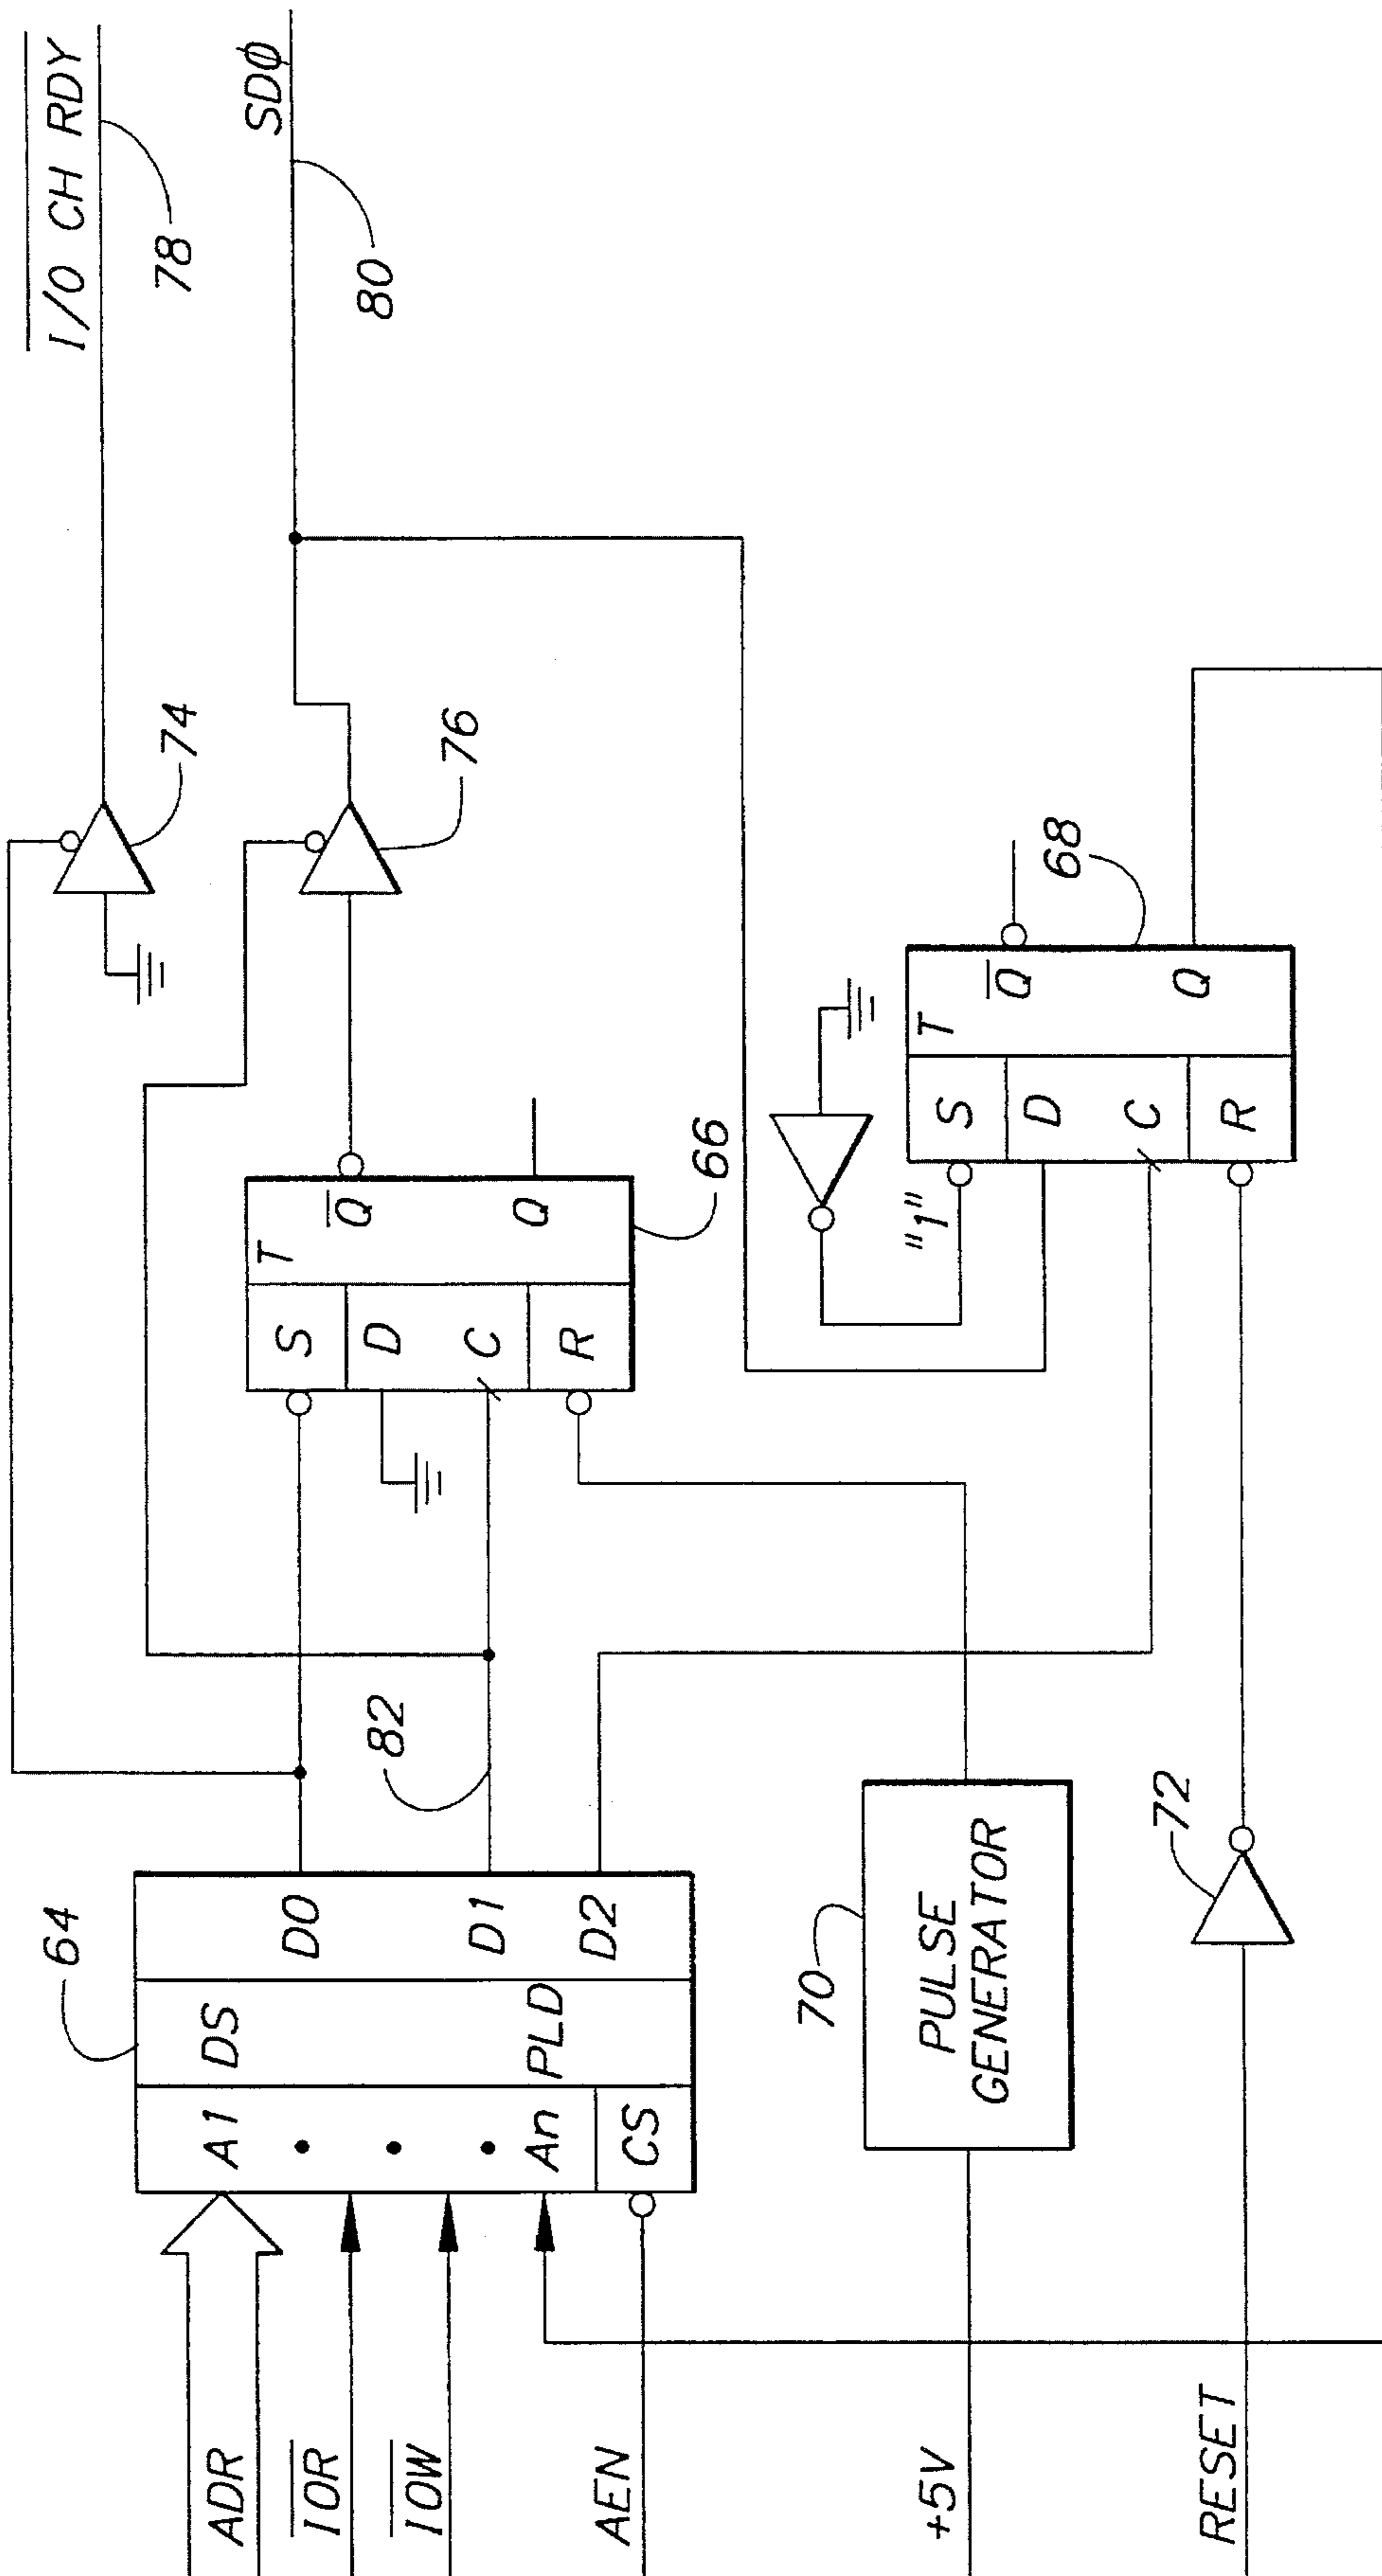 I/O CH RDY
78
SDØ
80
74
76
64
A1
DS
D0
82
S
T
Q
D
C
Q
R
66
D1
An
PLD
D2
CS
"1"
S
T
Q
68
D
C
Q
R
70
PULSE
GENERATOR
72
ADR
IOR
IOW
AEN
+5V
RESET